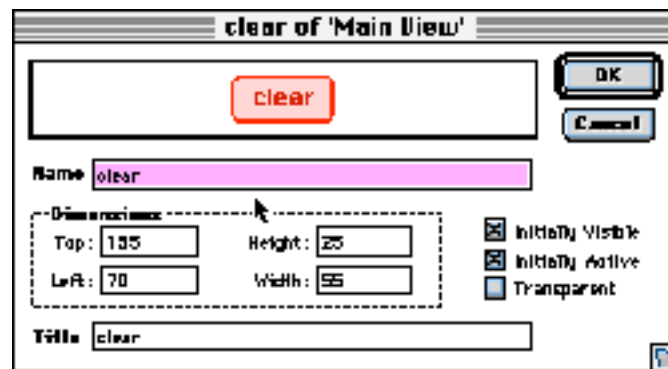 clear of 'Main View'
clear
OK
Cancel
Name clear
Dimensions
Top: 135 Height: 25
Left: 70 Width: 55
Initially Visible
Initially Active
Transparent
Title clear